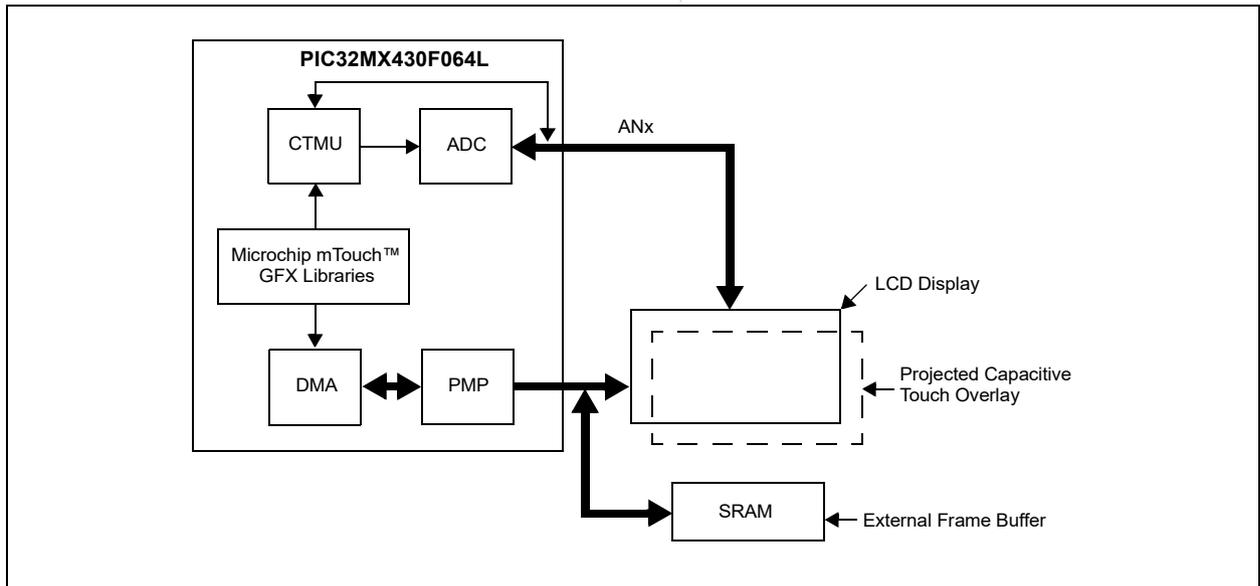 PIC32MX430F064L
CTMU
ADC
ANx
Microchip mTouch™
GFX Libraries
LCD Display
DMA
PMP
Projected Capacitive
Touch Overlay
SRAM
External Frame Buffer